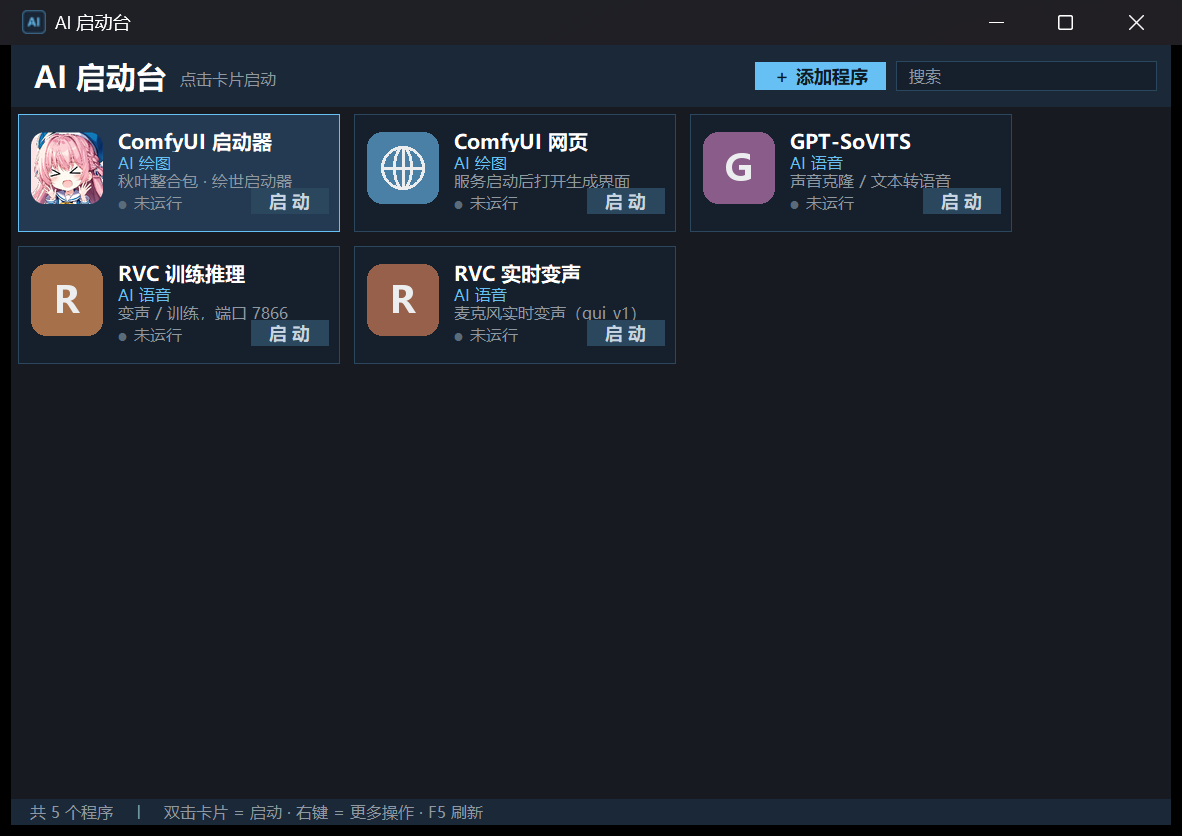 AI AI 启动台
AI 启动台 点击卡片启动 + 添加程序 搜索
ComfyUI 启动器
AI 绘图
秋叶整合包 · 绘世启动器
未运行 启 动
ComfyUI 网页
AI 绘图
服务启动后打开生成界面
未运行 启 动
G
GPT-SoVITS
AI 语音
声音克隆 / 文本转语音
未运行 启 动
R
RVC 训练推理
AI 语音
变声 / 训练，端口 7866
未运行 启 动
R
RVC 实时变声
AI 语音
麦克风实时变声（gui_v1）
未运行 启 动
共 5 个程序 | 双击卡片 = 启动 · 右键 = 更多操作 · F5 刷新